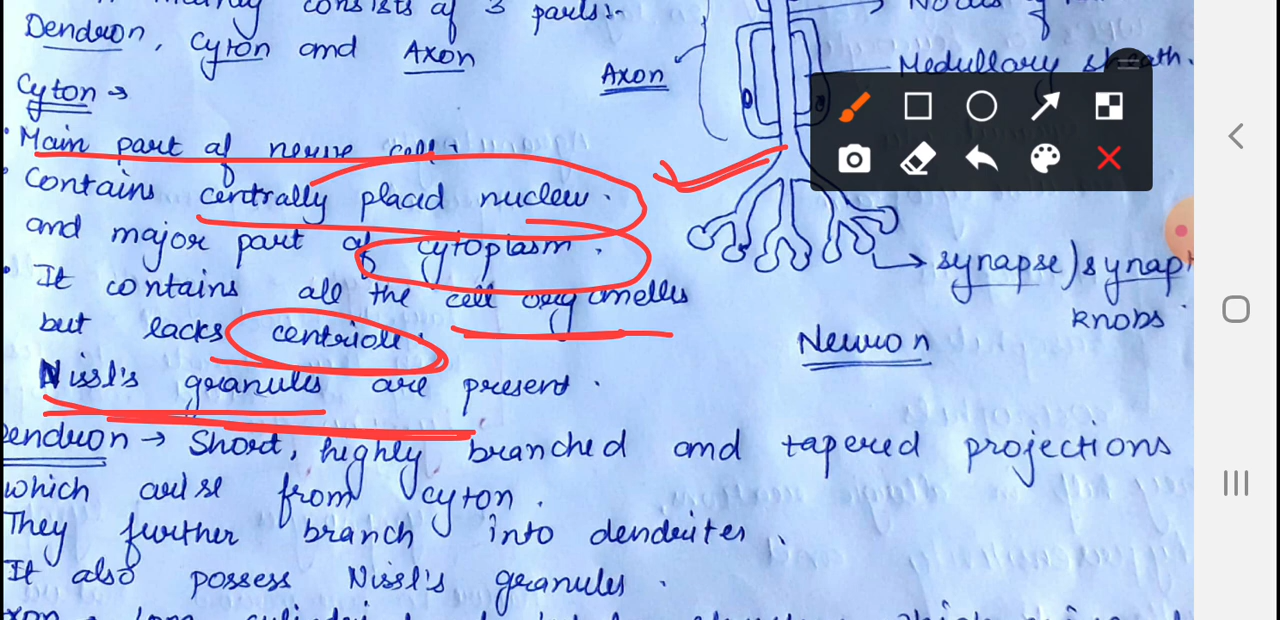 consists of 3 parts:-
Dendron, Cyton and Axon
Axon
Medullary sheath.
Cyton →
• Main part of nerve cell.
• Contains centrally placed nucleus.
and major part of cytoplasm.
• It contains all the cell organelles
but lacks centriole.
Nissl's granules are present.
synapse/synap
knobs
Neuron
Dendron → Short, highly branched and tapered projections
which arise from cyton.
They further branch into dendrites.
It also possess Nissl's granules.